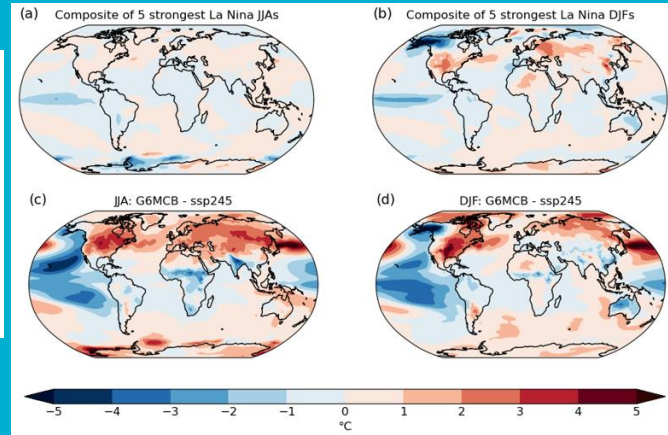 (a) Composite of 5 strongest La Nina JJAs
(b) Composite of 5 strongest La Nina DJFs
(c) JJA: G6MCB - ssp245
(d) DJF: G6MCB - ssp245
−5 −4 −3 −2 −1 0 1 2 3 4 5
°C